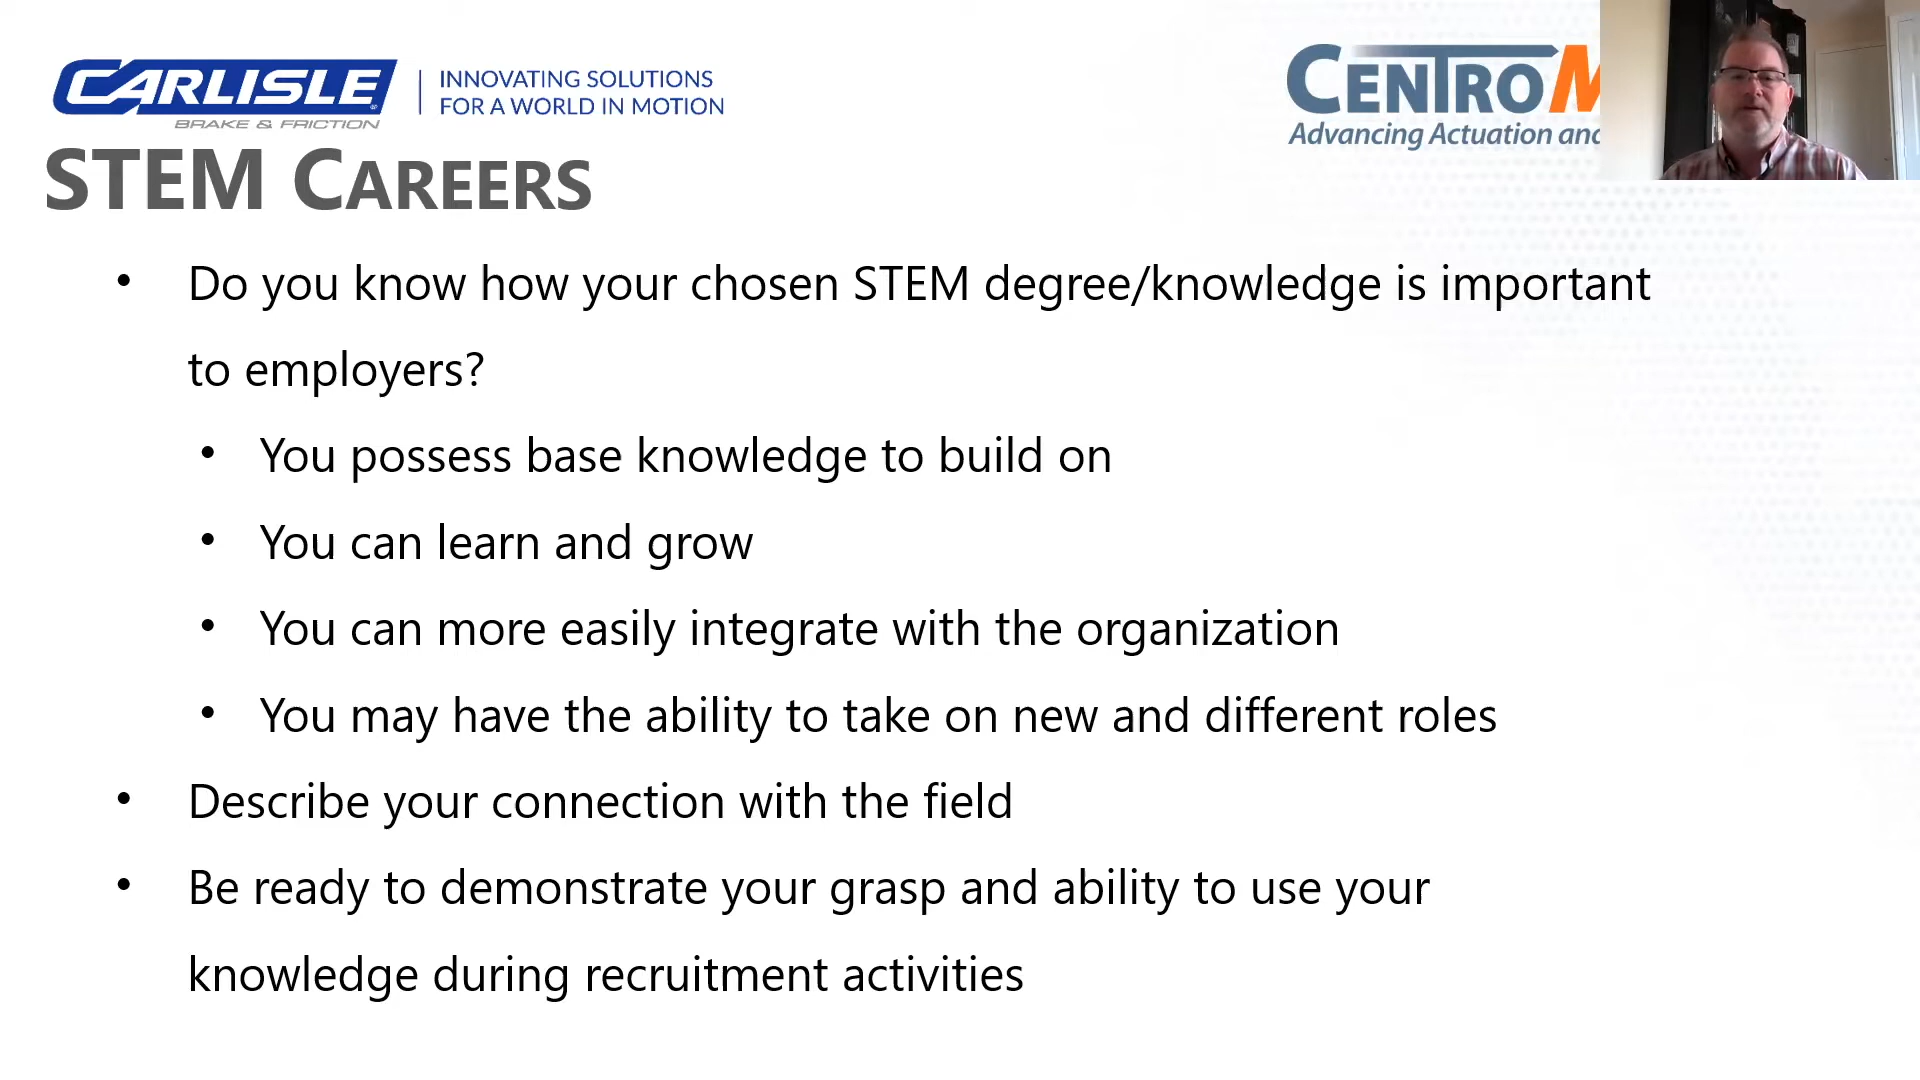 CARLISLE
BRAKE & FRICTION
INNOVATING SOLUTIONS
FOR A WORLD IN MOTION
CENTROM
Advancing Actuation and
STEM CAREERS
• Do you know how your chosen STEM degree/knowledge is important
to employers?
• You possess base knowledge to build on
• You can learn and grow
• You can more easily integrate with the organization
• You may have the ability to take on new and different roles
• Describe your connection with the field
• Be ready to demonstrate your grasp and ability to use your
knowledge during recruitment activities